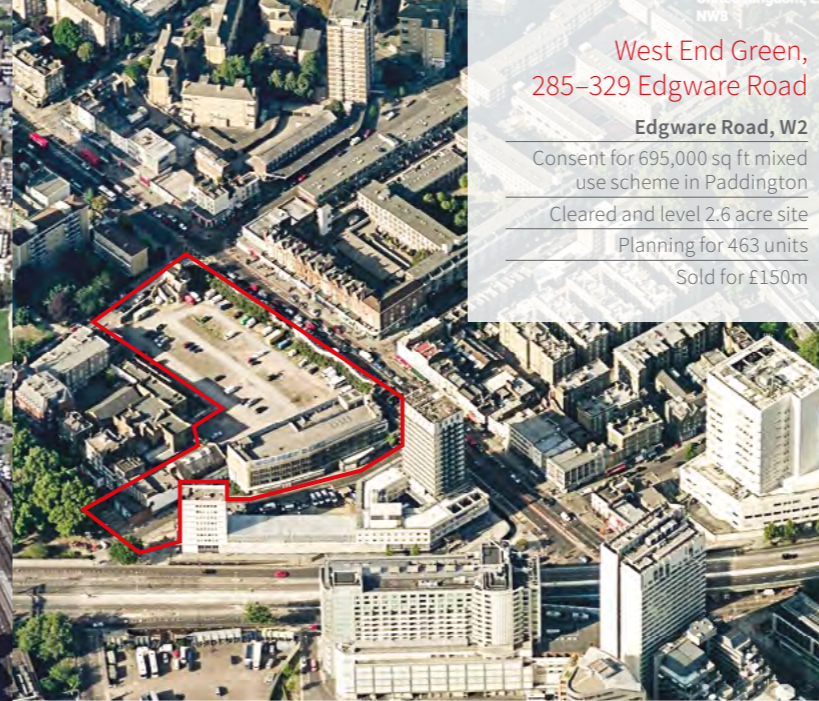 NW8
West End Green,
285–329 Edgware Road
Edgware Road, W2
Consent for 695,000 sq ft mixed
use scheme in Paddington
Cleared and level 2.6 acre site
Planning for 463 units
Sold for £150m